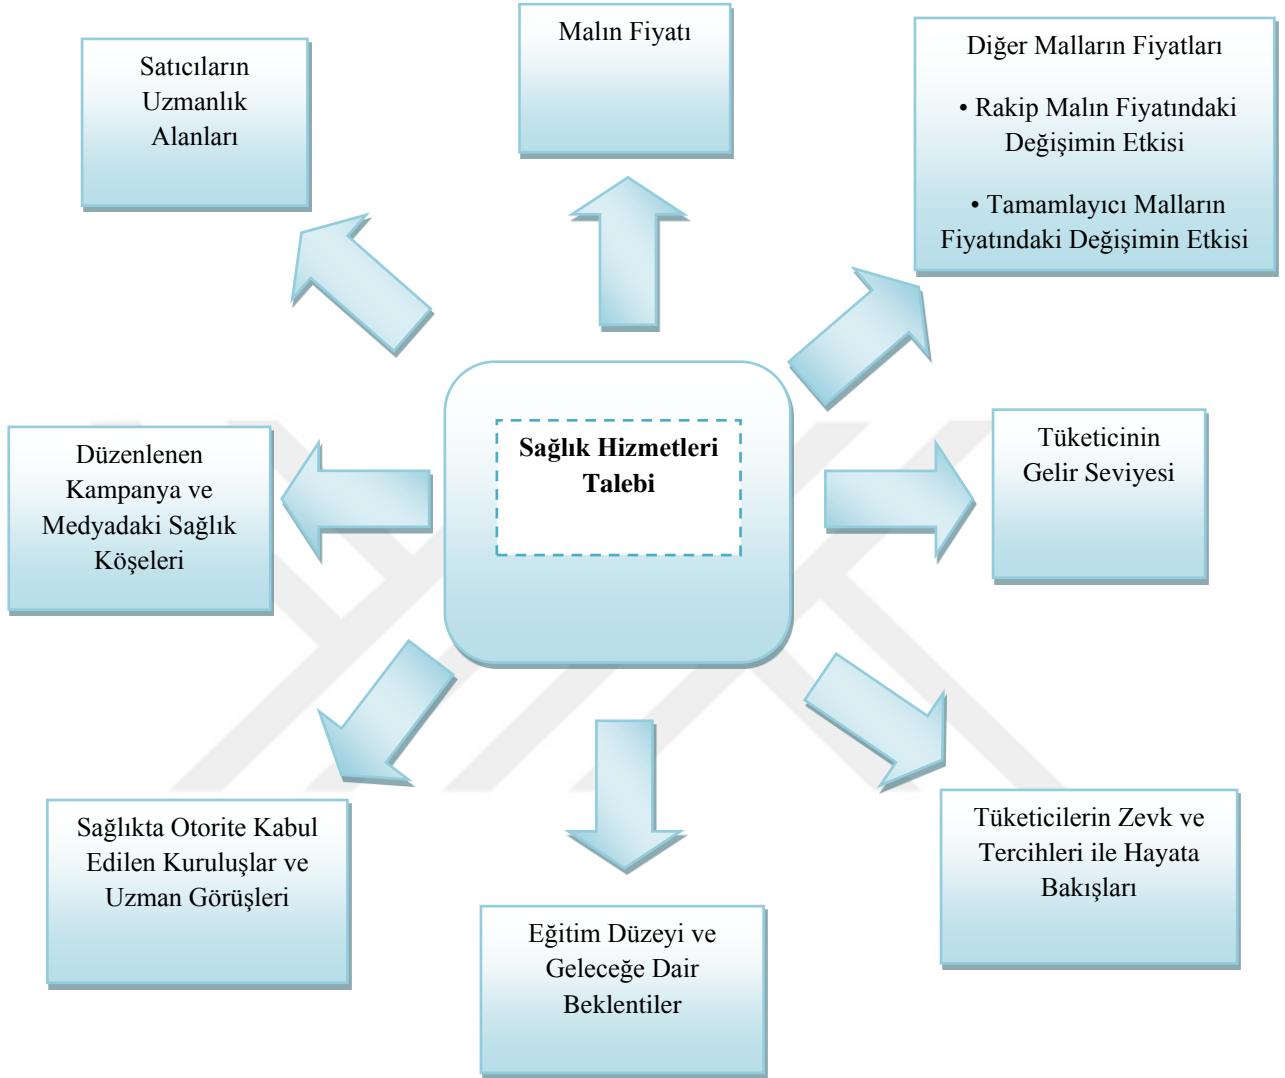 Malın Fiyatı
Satıcıların
Uzmanlık
Alanları
Diğer Malların Fiyatları
• Rakip Malın Fiyatındaki
Değişimin Etkisi
• Tamamlayıcı Malların
Fiyatındaki Değişimin Etkisi
Sağlık Hizmetleri
Talebi
Tüketicinin
Gelir Seviyesi
Düzenlenen
Kampanya ve
Medyadaki Sağlık
Köşeleri
Sağlıkta Otorite Kabul
Edilen Kuruluşlar ve
Uzman Görüşleri
Eğitim Düzeyi ve
Geleceğe Dair
Beklentiler
Tüketicilerin Zevk ve
Tercihleri ile Hayata
Bakışları